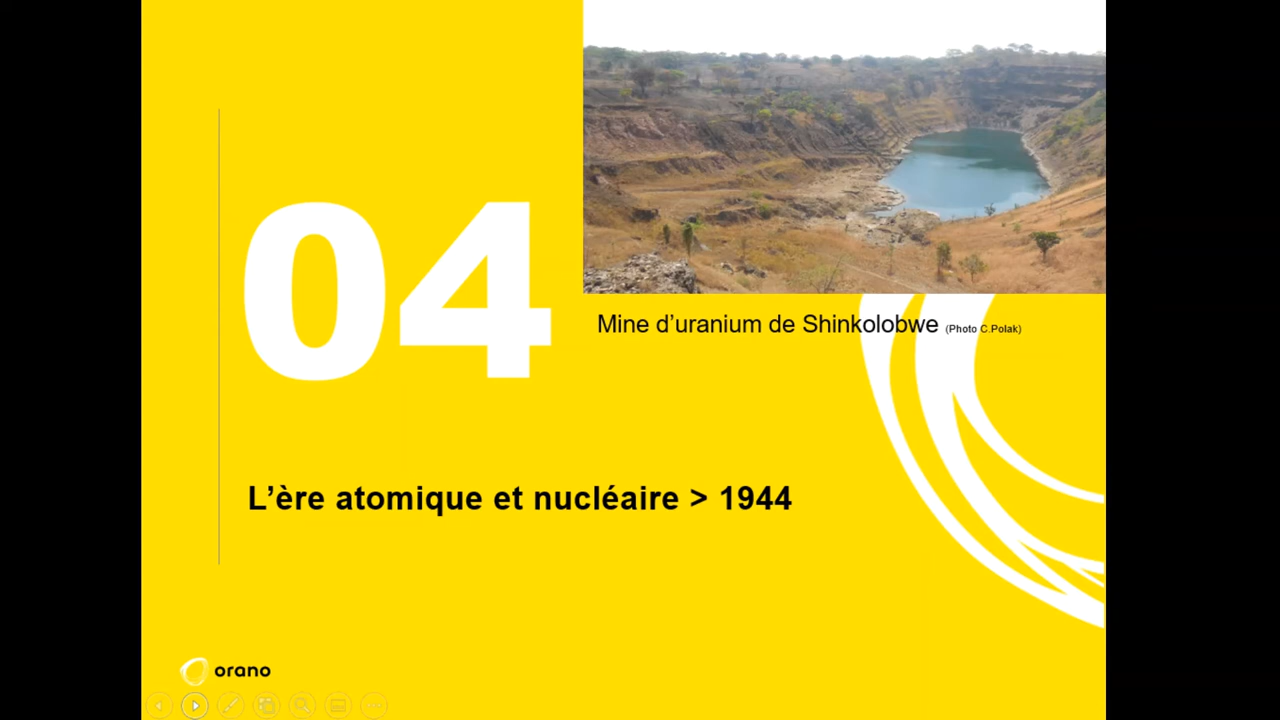 04
Mine d’uranium de Shinkolobwe (Photo C.Polak)
L’ère atomique et nucléaire > 1944
orano